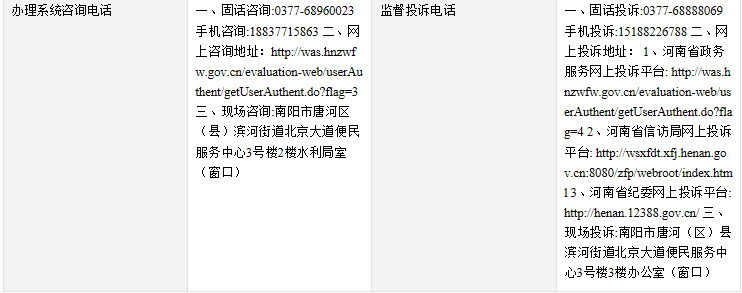 办理系统咨询电话
一、固话咨询:0377-68960023
手机咨询:18837715863 二、网
上咨询地址：http://was.hnzwf
w.gov.cn/evaluation-web/userAu
thent/getUserAuthent.do?flag=3
三、现场咨询:南阳市唐河区
（县）滨河街道北京大道便民
服务中心3号楼2楼水利局室
（窗口）
监督投诉电话
一、固话投诉:0377-68888069
手机投诉:15188226788 二、网
上投诉地址： 1、河南省政务
服务网上投诉平台: http://was.h
nzwfw.gov.cn/evaluation-web/us
erAuthent/getUserAuthent.do?fla
g=4 2、河南省信访局网上投诉
平台: http://wsxfdt.xfj.henan.go
v.cn:8080/zfp/webroot/index.htm
l 3、河南省纪委网上投诉平台:
http://henan.12388.gov.cn/ 三、
现场投诉:南阳市唐河（区）县
滨河街道北京大道便民服务中
心3号楼3楼办公室（窗口）